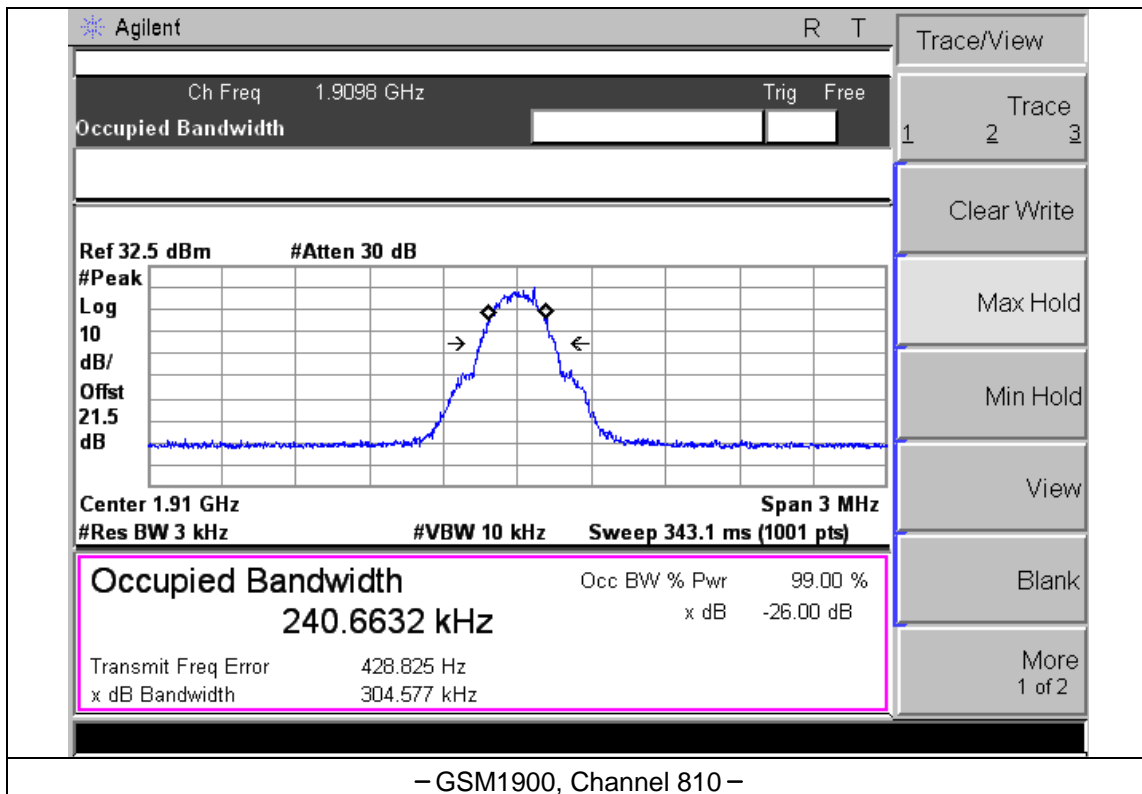 Agilent R T
Trace/View
Ch Freq 1.9098 GHz Trig Free
Occupied Bandwidth
Trace
1 2 3
Clear Write
Ref 32.5 dBm #Atten 30 dB
#Peak
Log
10
dB/
Offst
21.5
dB
Max Hold
Min Hold
Center 1.91 GHz Span 3 MHz
#Res BW 3 kHz #VBW 10 kHz Sweep 343.1 ms (1001 pts)
View
Occupied Bandwidth Occ BW % Pwr 99.00 %
240.6632 kHz x dB -26.00 dB
Transmit Freq Error 428.825 Hz
x dB Bandwidth 304.577 kHz
Blank
More
1 of 2
–GSM1900, Channel 810–